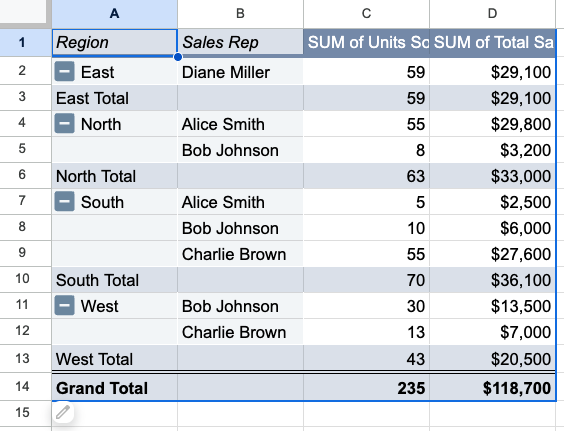 A B C D
1 Region Sales Rep SUM of Units So SUM of Total Sa
2 East Diane Miller 59 $29,100
3 East Total 59 $29,100
4 North Alice Smith 55 $29,800
5 Bob Johnson 8 $3,200
6 North Total 63 $33,000
7 South Alice Smith 5 $2,500
8 Bob Johnson 10 $6,000
9 Charlie Brown 55 $27,600
10 South Total 70 $36,100
11 West Bob Johnson 30 $13,500
12 Charlie Brown 13 $7,000
13 West Total 43 $20,500
14 Grand Total 235 $118,700
15